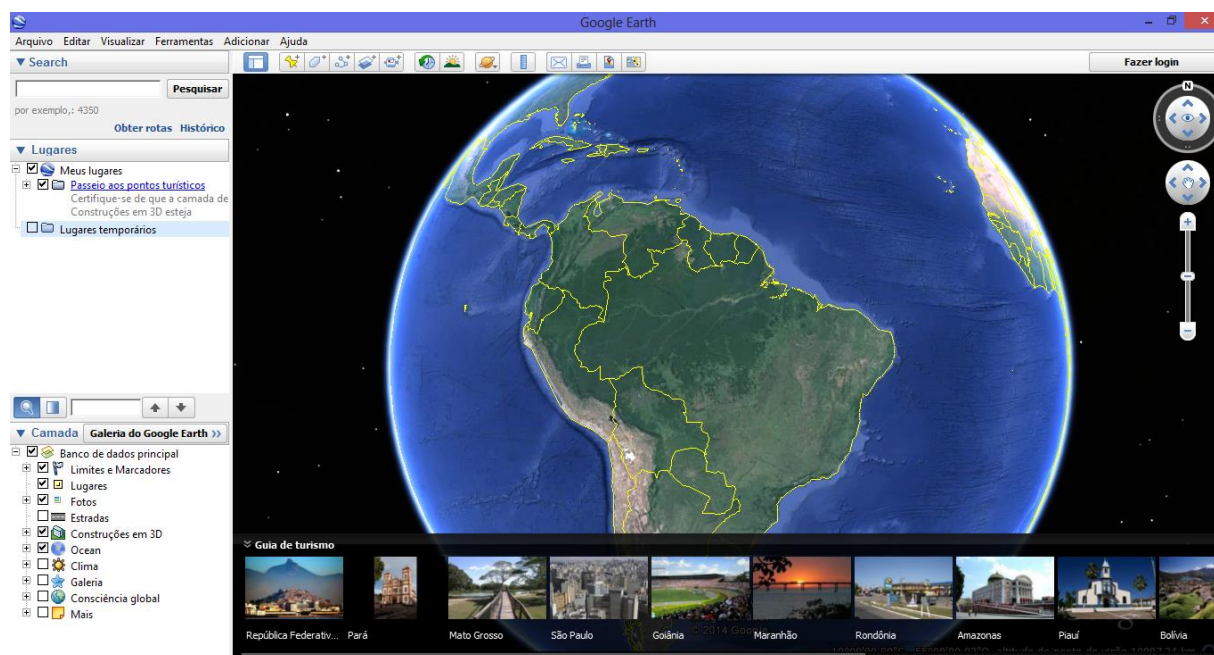 Google Earth
Arquivo Editar Visualizar Ferramentas Adicionar Ajuda
Search
Pesquisar
por exemplo,: 4350
Obter rotas Histórico
Lugares
Meus lugares
Passeio aos pontos turísticos
Certifique-se de que a camada de
Construções em 3D esteja
Lugares temporários
Camada Galeria do Google Earth >>
Banco de dados principal
Limites e Marcadores
Lugares
Fotos
Estradas
Construções em 3D
Ocean
Clima
Galeria
Consciência global
Mais
Fazer login
N
Guia de turismo
República Federativ... Pará Mato Grosso São Paulo Goiânia Maranhão Rondônia Amazonas Piauí Bolívia
© 2014 Google